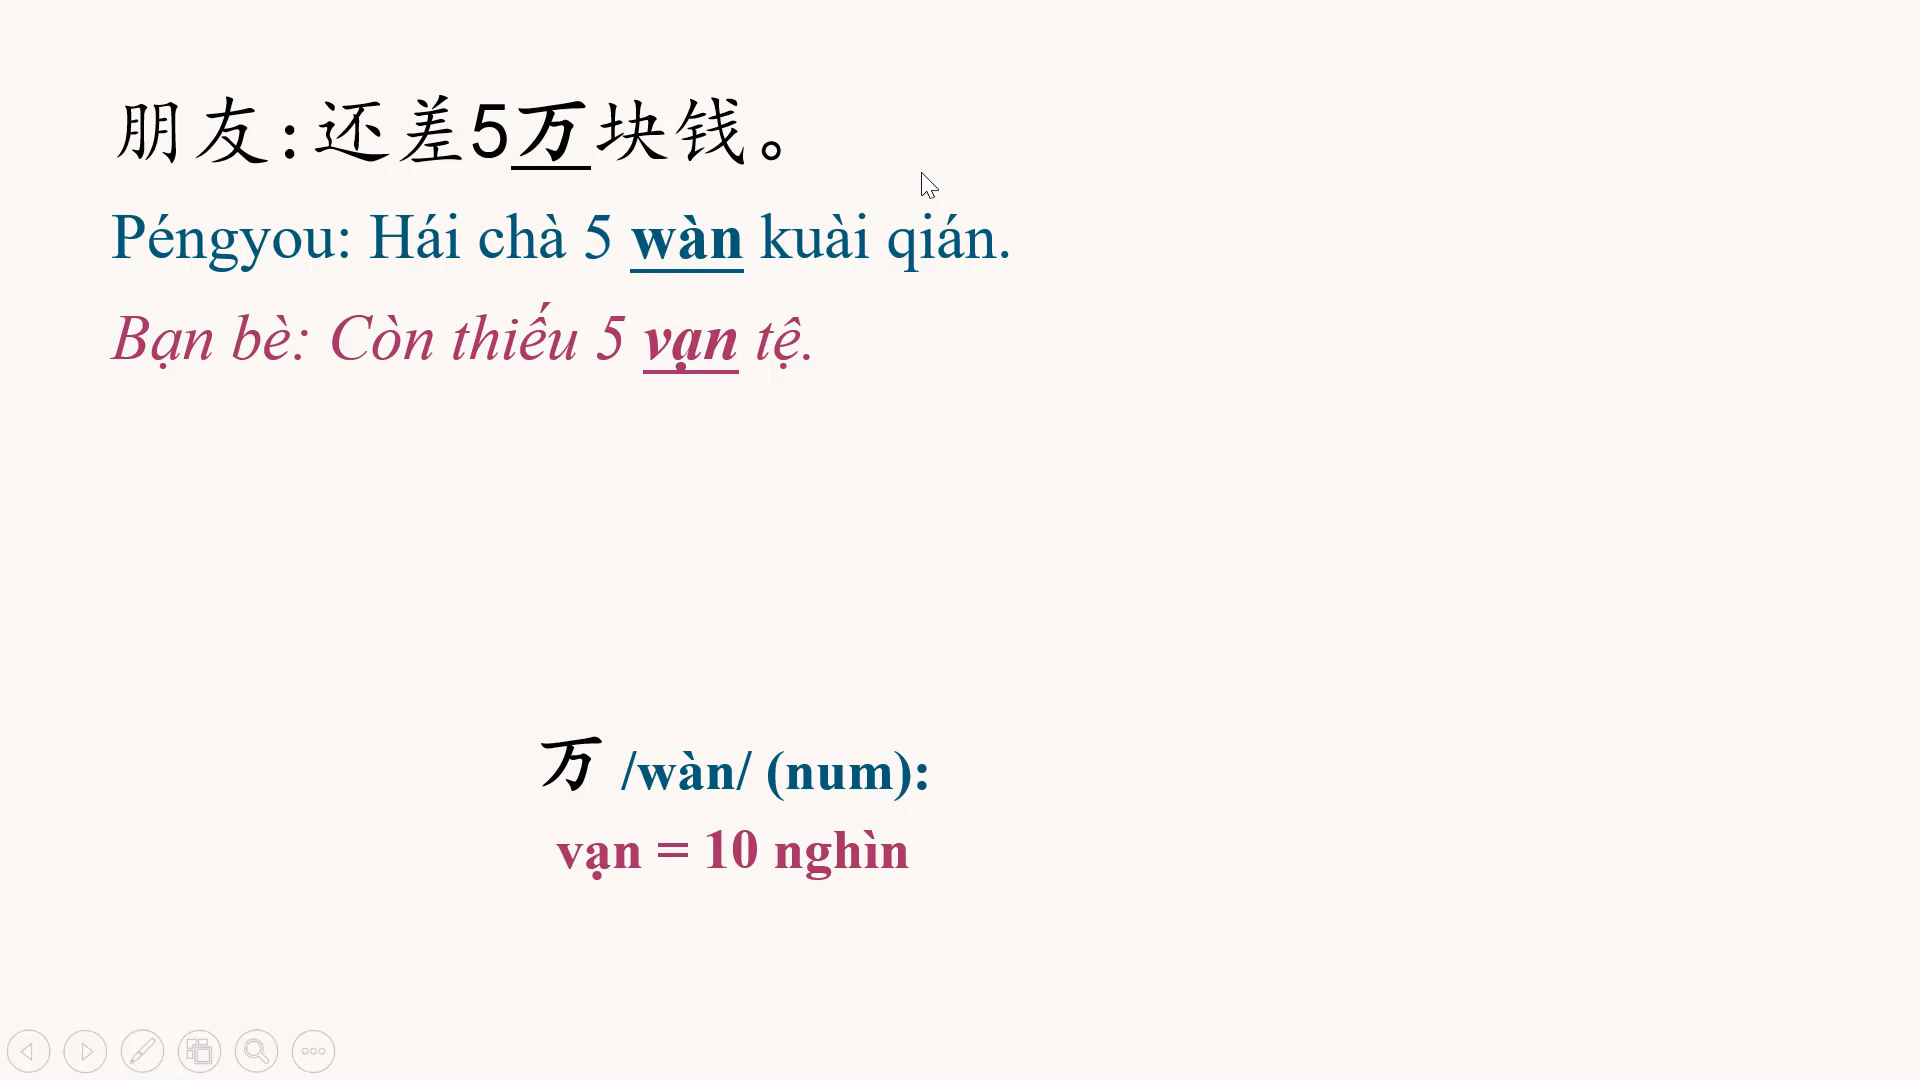 朋友:还差5万块钱。
Péngyou: Hái chà 5 wàn kuài qián.
Bạn bè: Còn thiếu 5 vạn tệ.
万 /wàn/ (num):
vạn = 10 nghìn